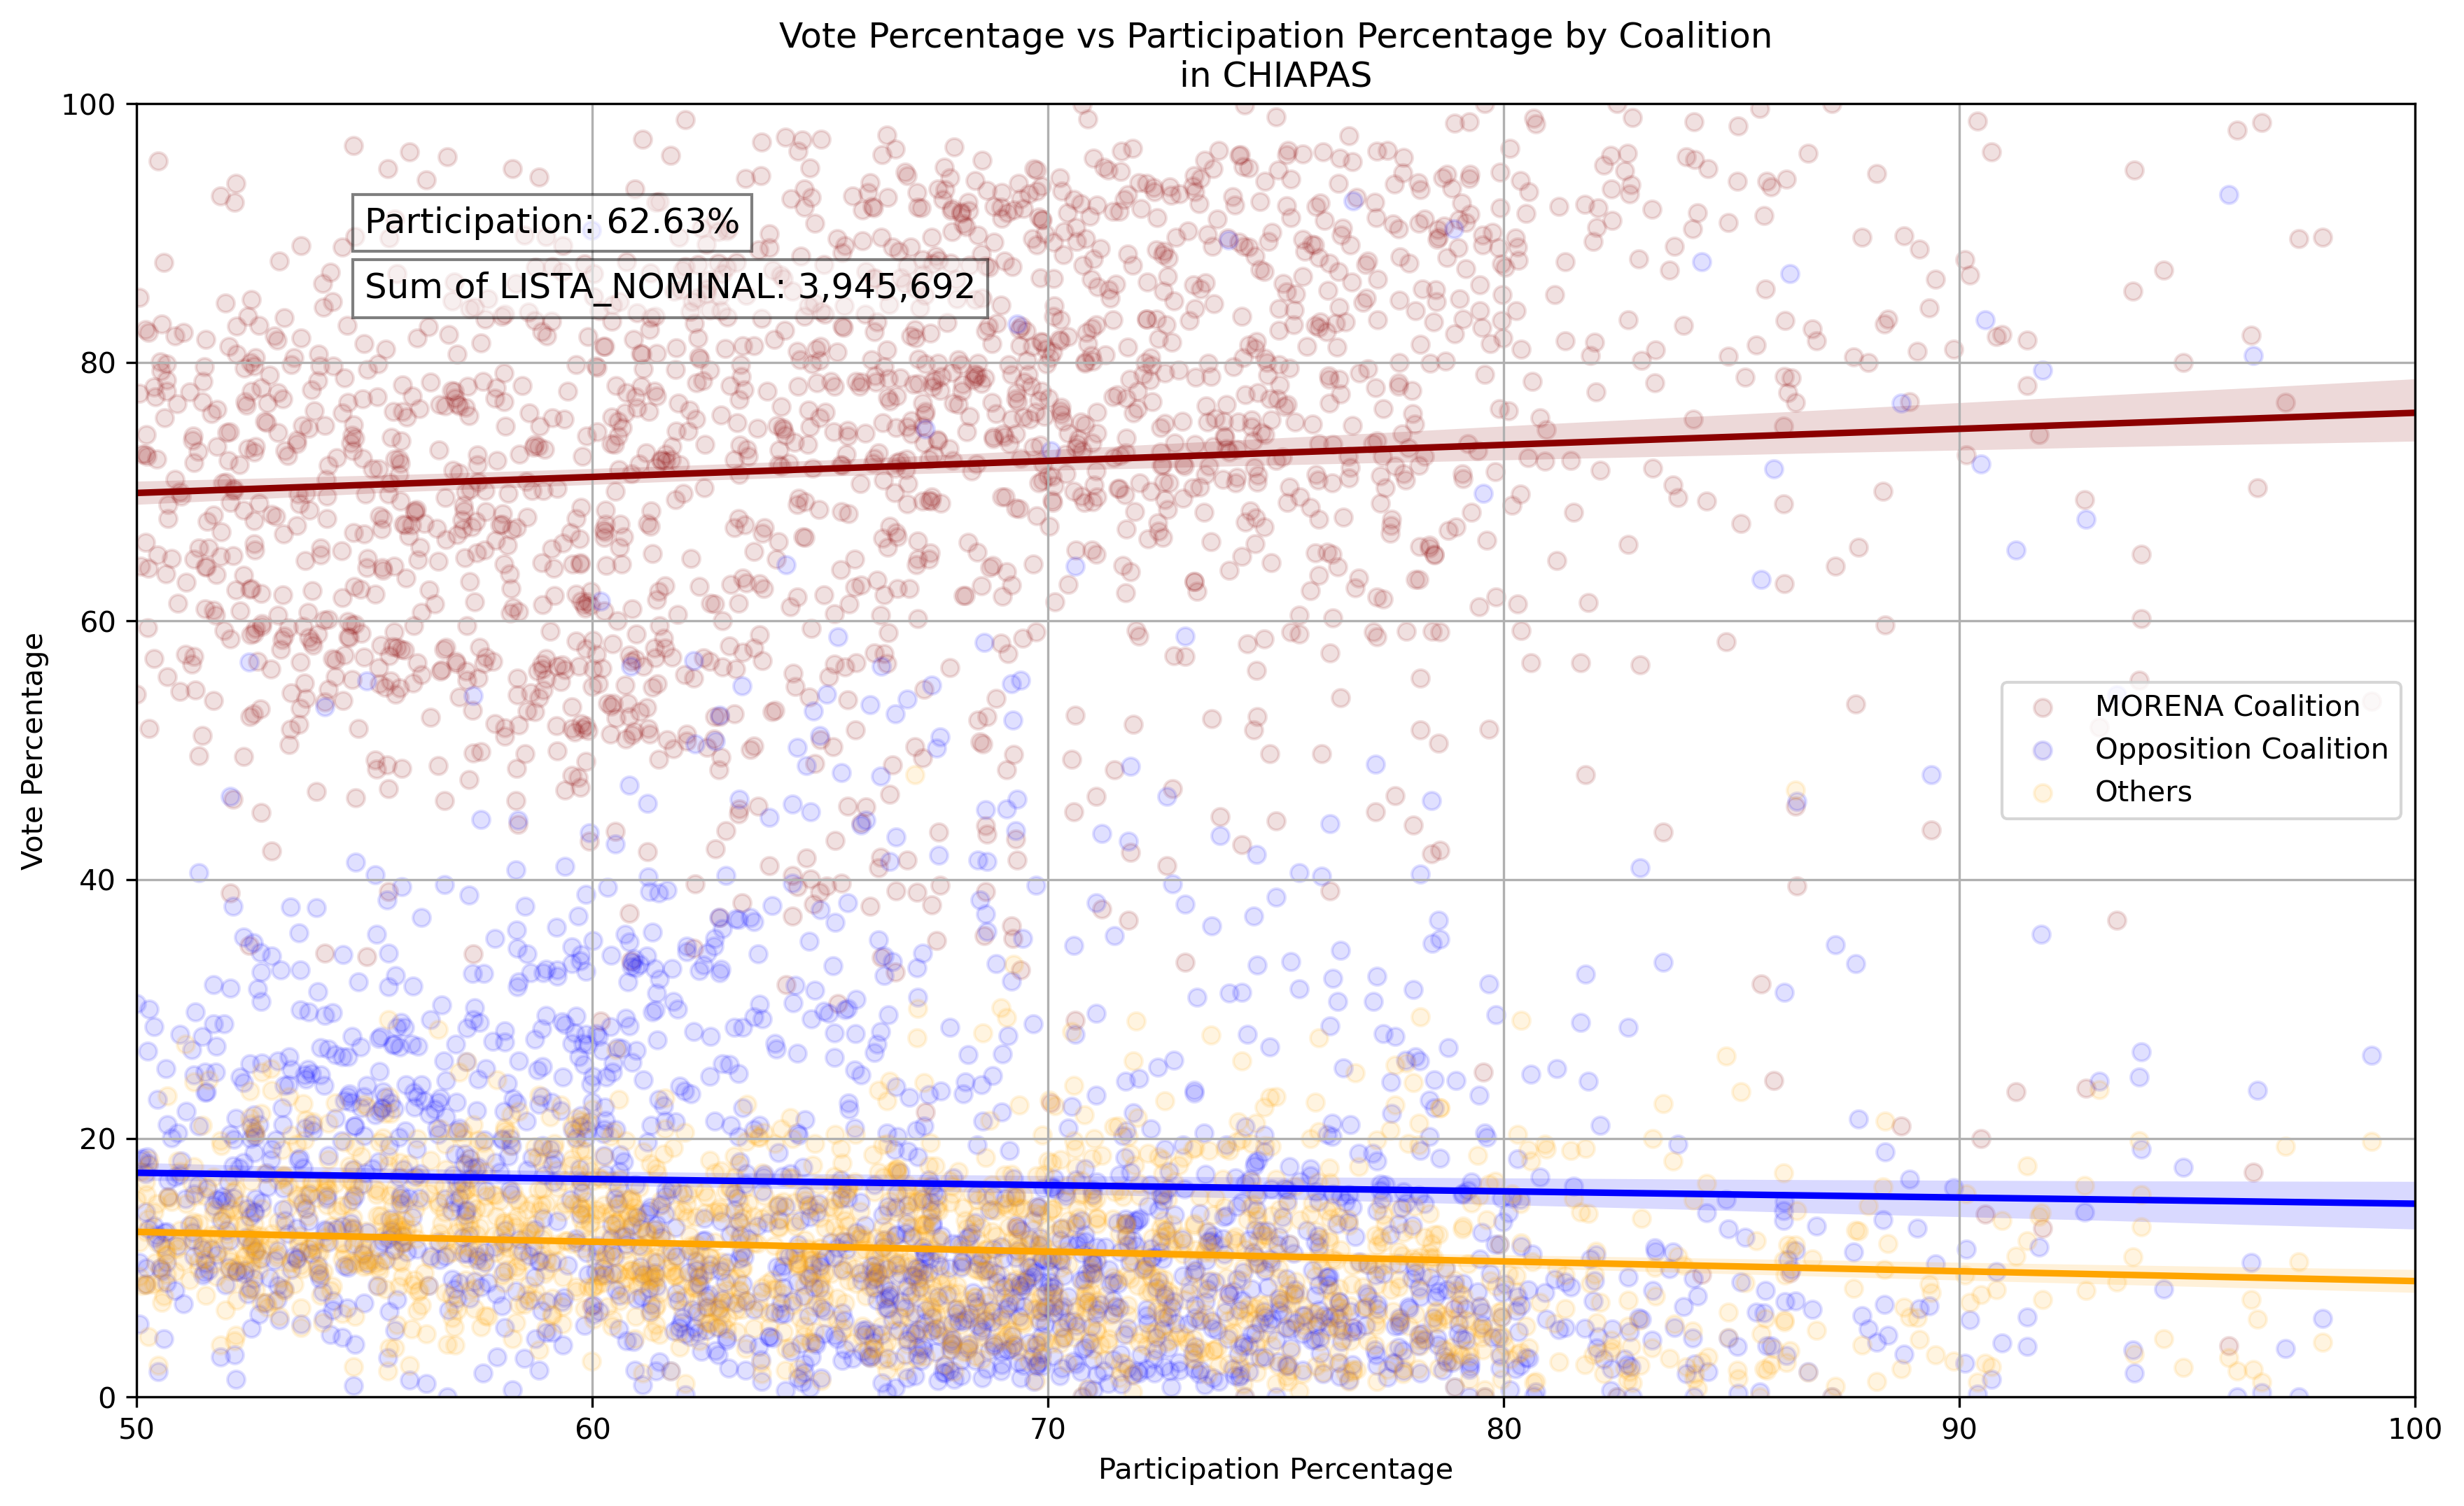 Vote Percentage vs Participation Percentage by Coalition
in CHIAPAS
100
80
60
40
20
0
Vote Percentage
Participation: 62.63%
Sum of LISTA_NOMINAL: 3,945,692
MORENA Coalition
Opposition Coalition
Others
50
60
70
80
90
100
Participation Percentage